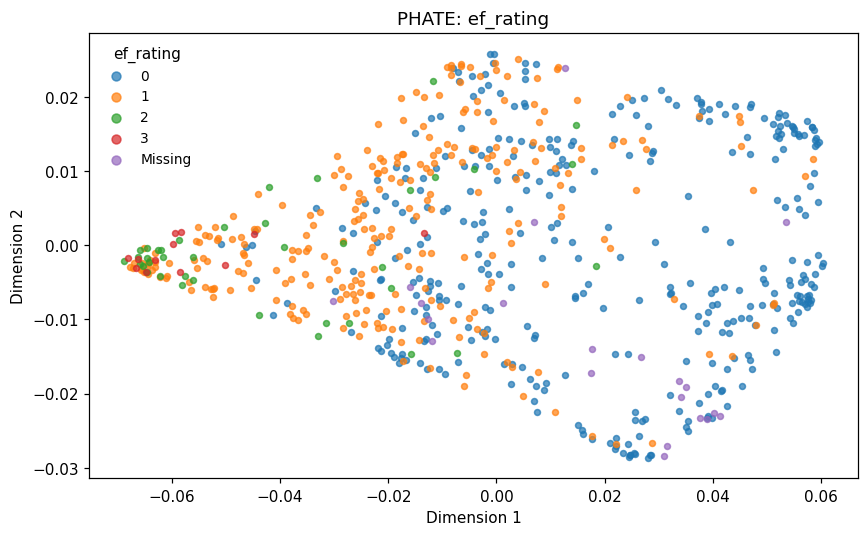 PHATE: ef_rating
ef_rating
0
1
2
3
Missing
0.02
0.01
0.00
−0.01
−0.02
−0.03
Dimension 2
−0.06 −0.04 −0.02 0.00 0.02 0.04 0.06
Dimension 1